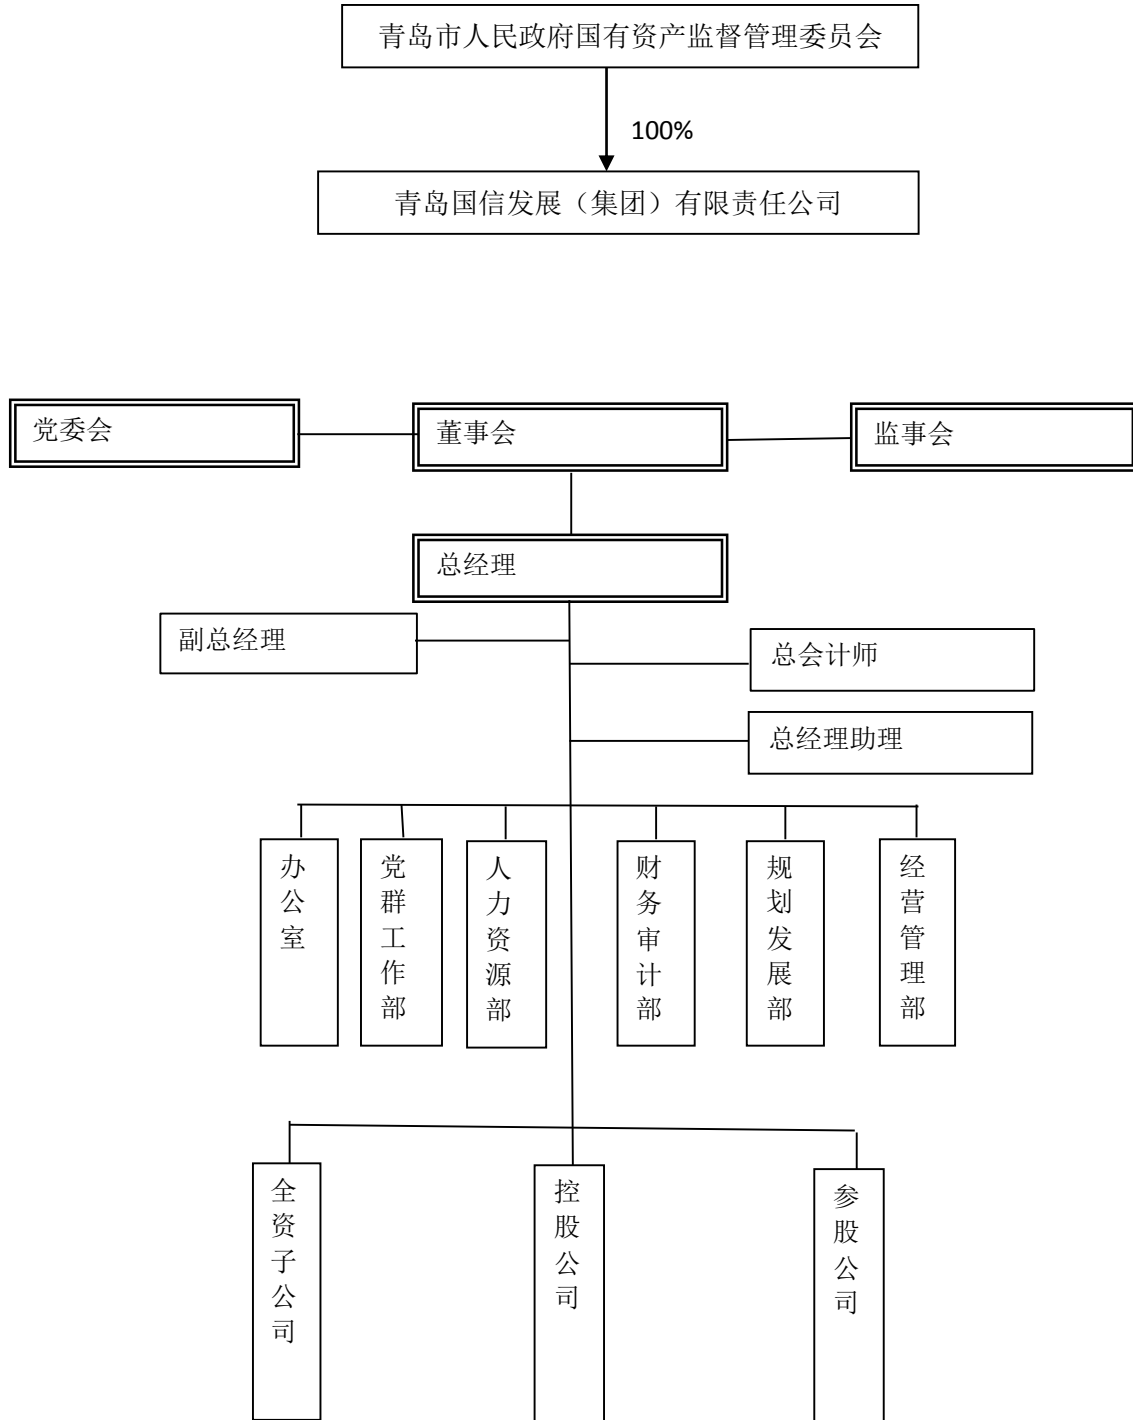 青岛市人民政府国有资产监督管理委员会
100%
青岛国信发展（集团）有限责任公司
党委会
董事会
监事会
总经理
副总经理
总会计师
总经理助理
办公室
党群工作部
人力资源部
财务审计部
规划发展部
经营管理部
全资子公司
控股公司
参股公司